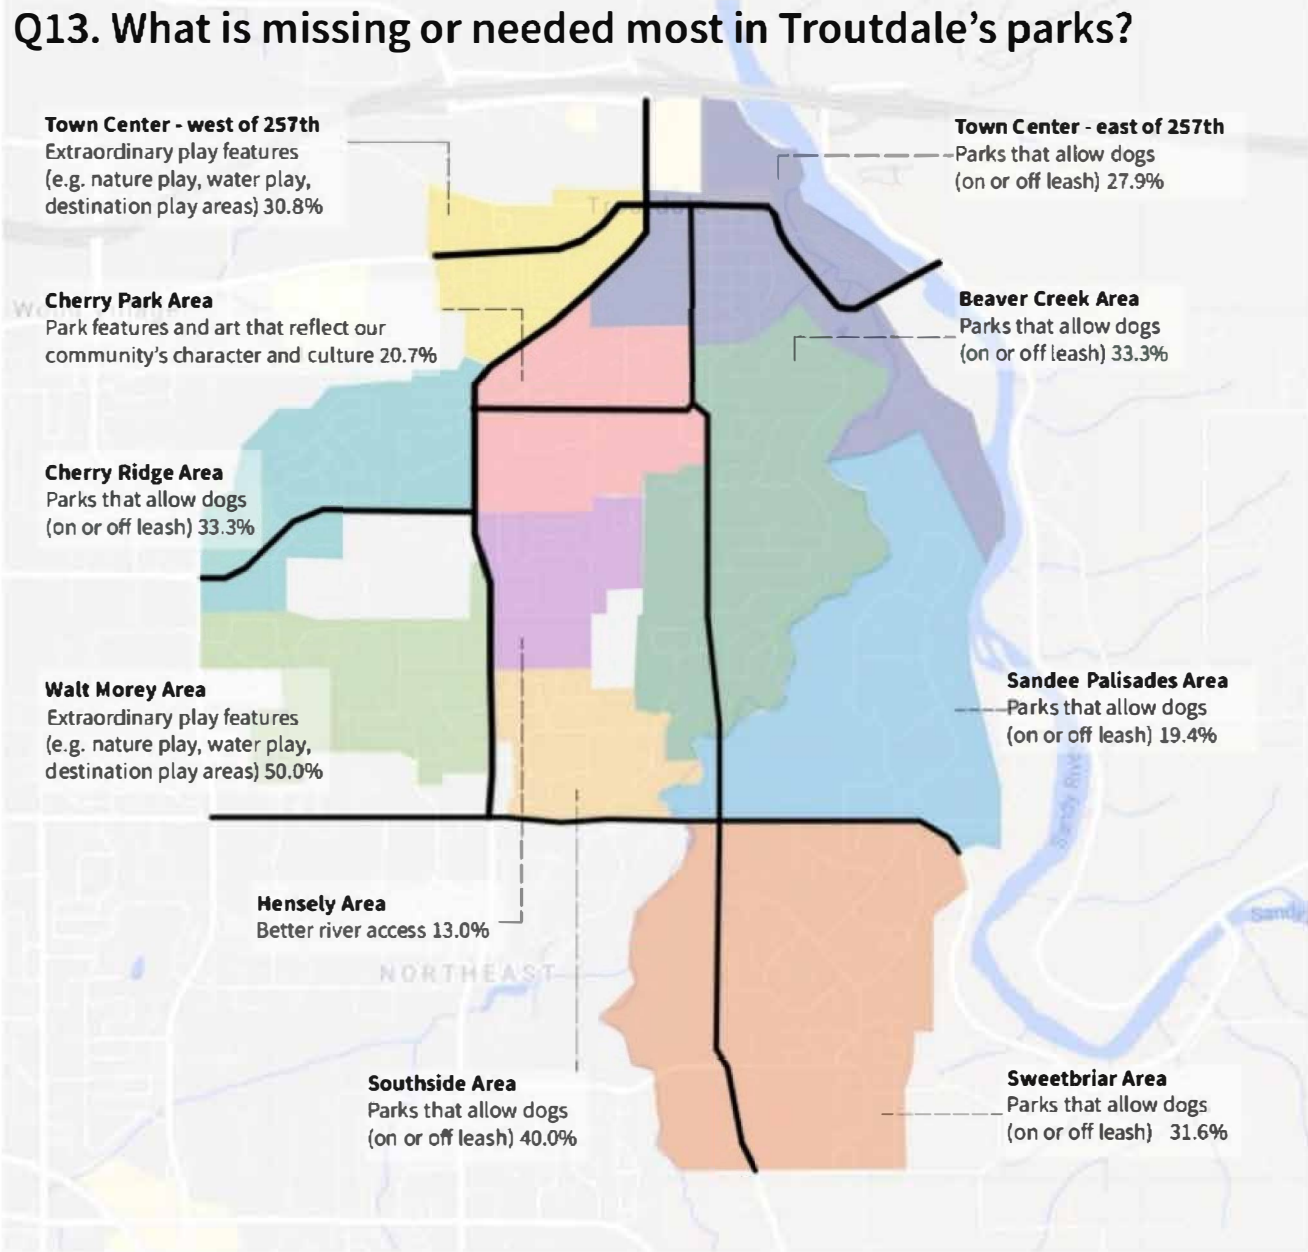 Q13. What is missing or needed most in Troutdale's parks?
Town Center - west of 257th
Extraordinary play features
(e.g. nature play, water play,
destination play areas) 30.8%
Town Center - east of 257th
Parks that allow dogs
(on or off leash) 27.9%
Troutdale
Cherry Park Area
Park features and art that reflect our
community's character and culture 20.7%
Beaver Creek Area
Parks that allow dogs
(on or off leash) 33.3%
Cherry Ridge Area
Parks that allow dogs
(on or off leash) 33.3%
Walt Morey Area
Extraordinary play features
(e.g. nature play, water play,
destination play areas) 50.0%
Sandee Palisades Area
Parks that allow dogs
(on or off leash) 19.4%
Sandy River
Hensely Area
Better river access 13.0%
Sandy
NORTHEAST
Southside Area
Parks that allow dogs
(on or off leash) 40.0%
Sweetbriar Area
Parks that allow dogs
(on or off leash) 31.6%